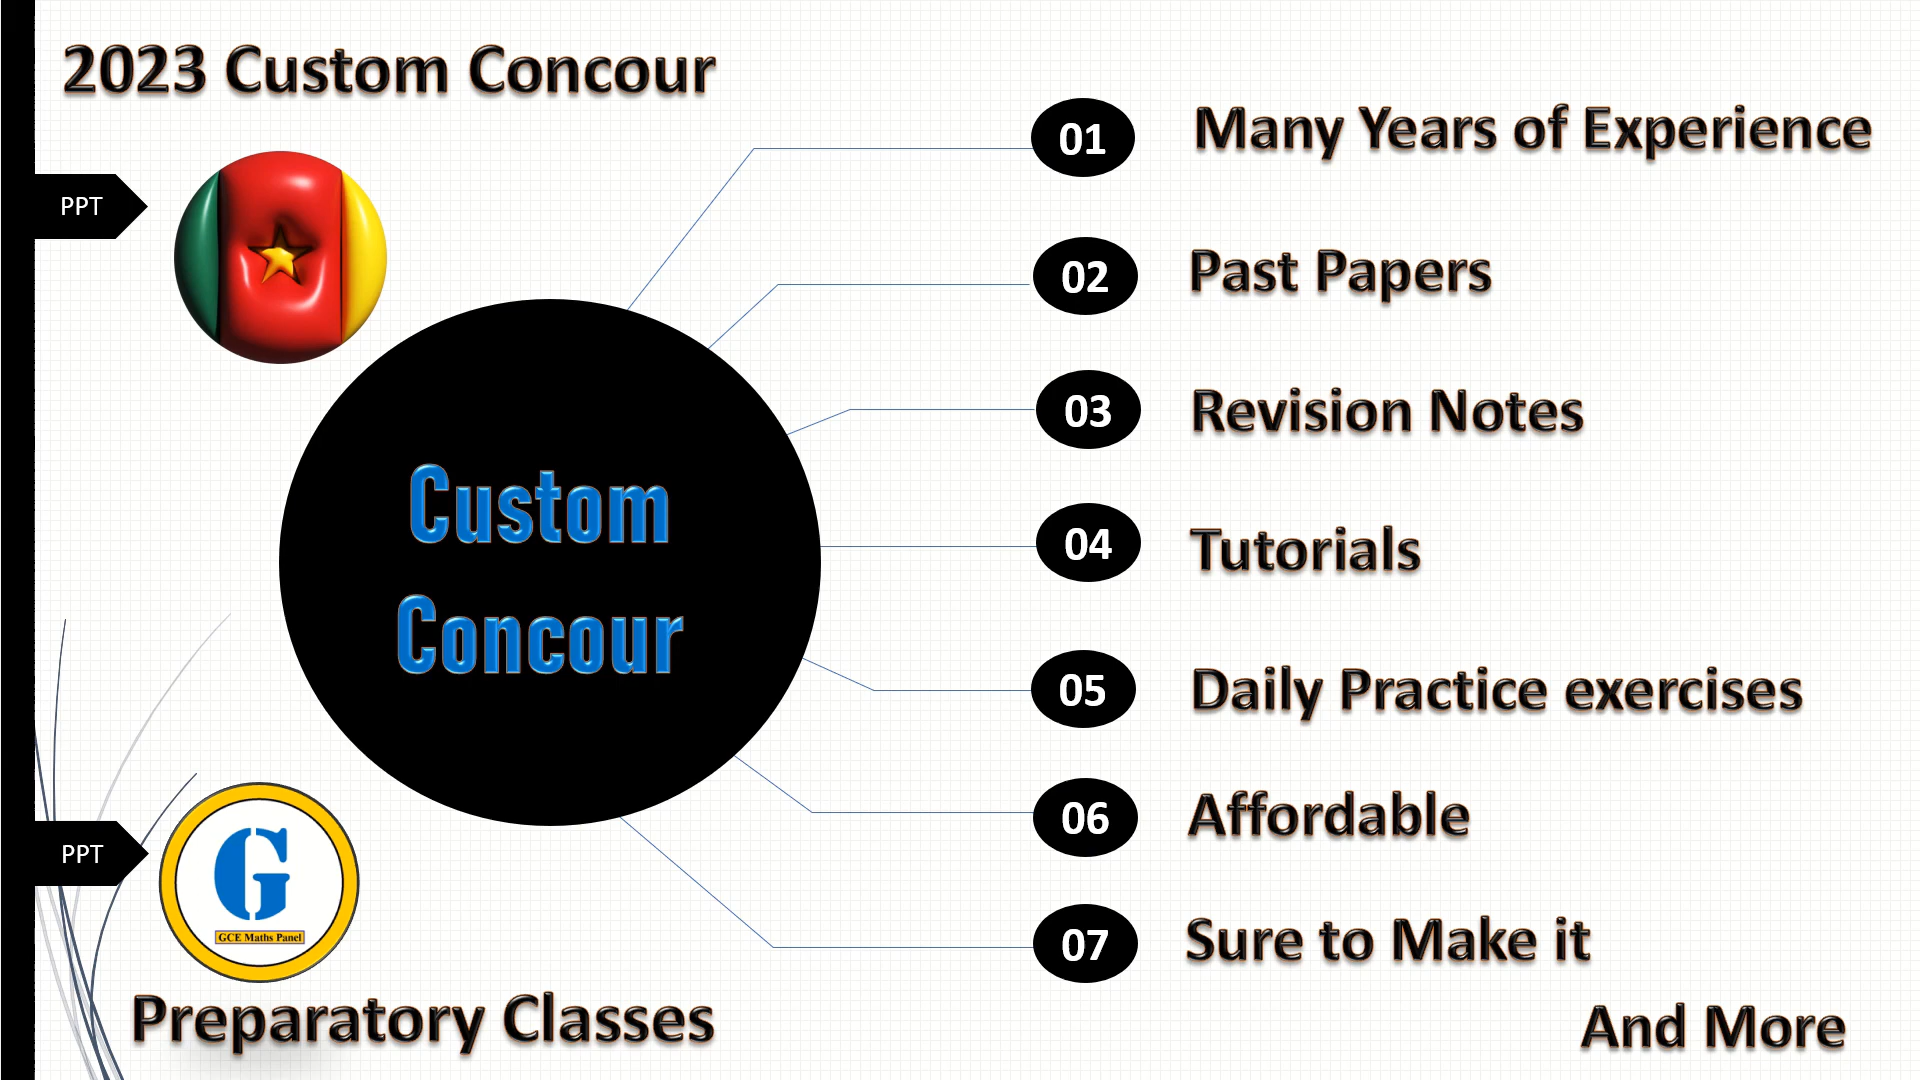 2023 Custom Concour
PPT
Custom
Concour
01 Many Years of Experience
02 Past Papers
03 Revision Notes
04 Tutorials
05 Daily Practice exercises
06 Affordable
07 Sure to Make it
And More
PPT
G
GCE Maths Panel
Preparatory Classes